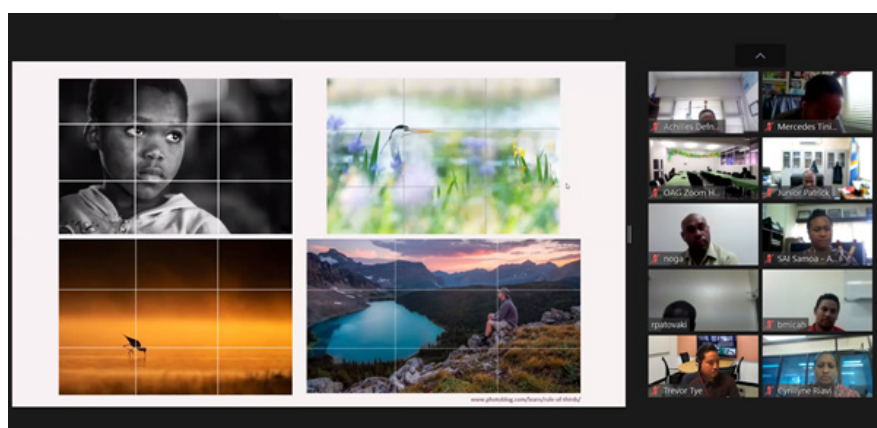 www.photoblog.com/learn/rule-of-thirds/
Achilles Defn...
Mercedes Tini...
OAG Zoom H...
Junior Patrick
noga
SAI Samoa - A...
rpatovaki
bmicah
Trevor Tye
Cyrillyne Riavi